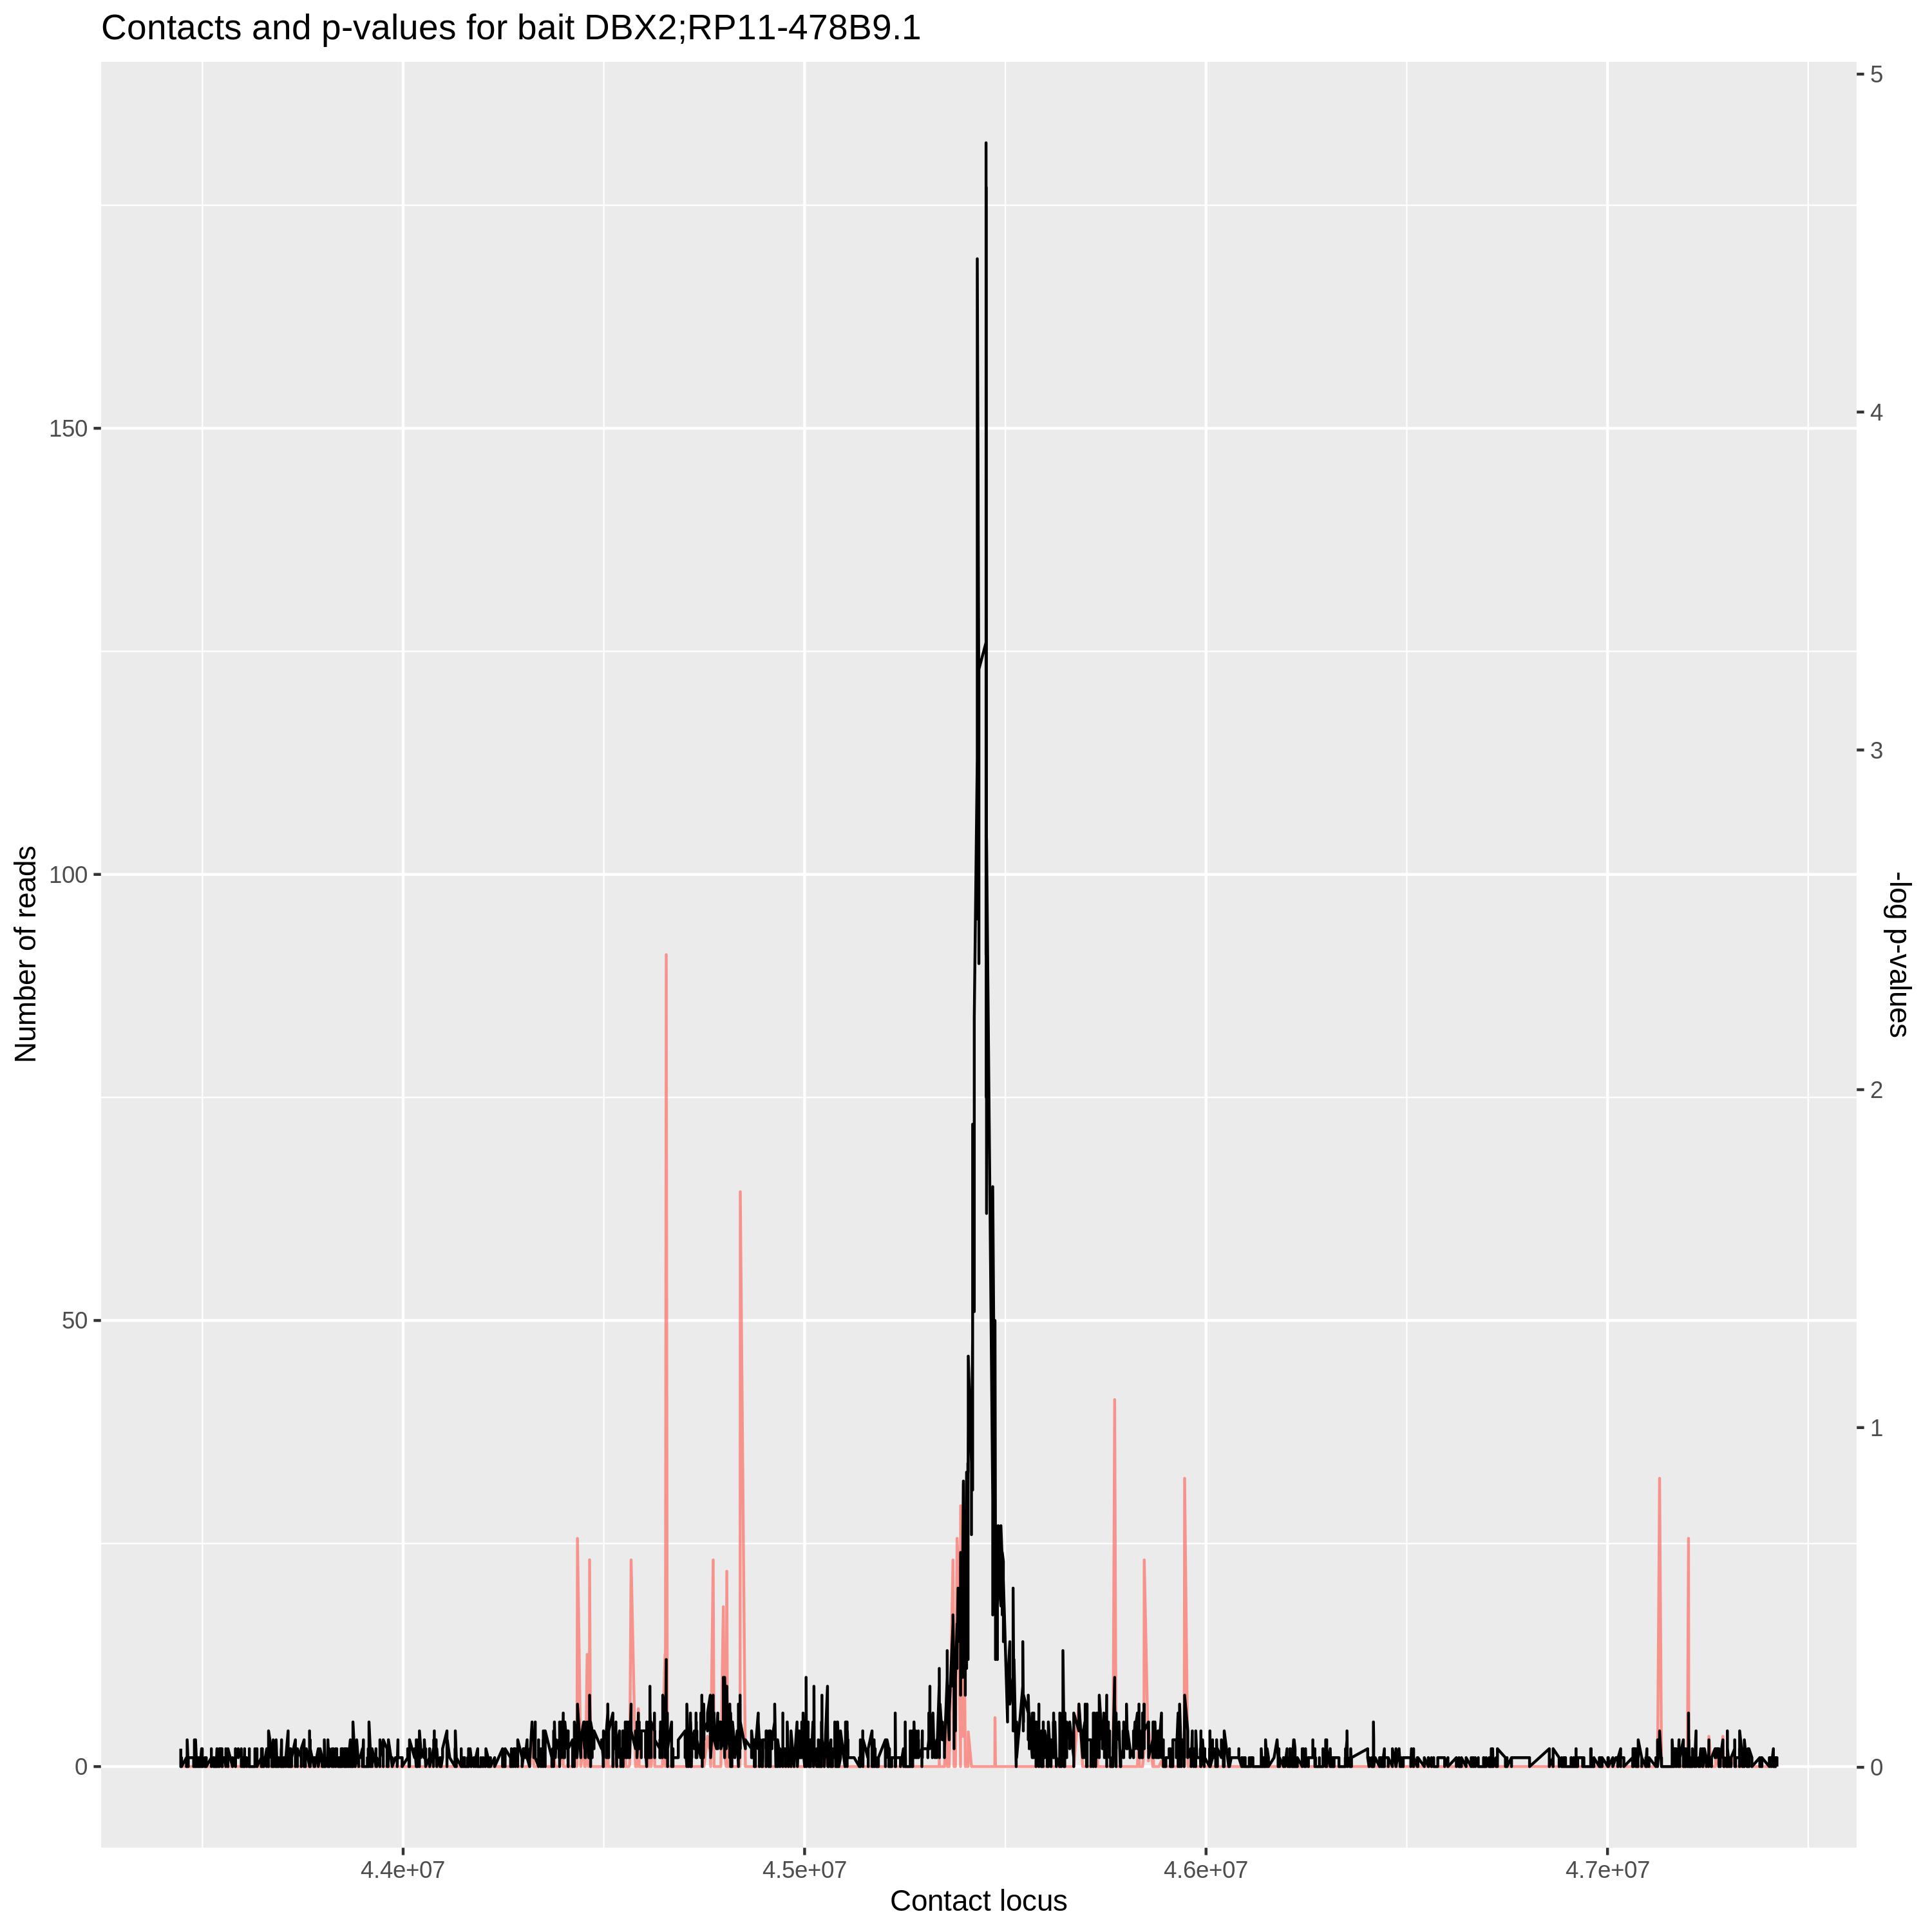 Contacts and p-values for bait DBX2;RP11-478B9.1
Number of reads
150
100
50
0
5
4
3
2
1
0
-log p-values
4.4e+07 4.5e+07 4.6e+07 4.7e+07
Contact locus